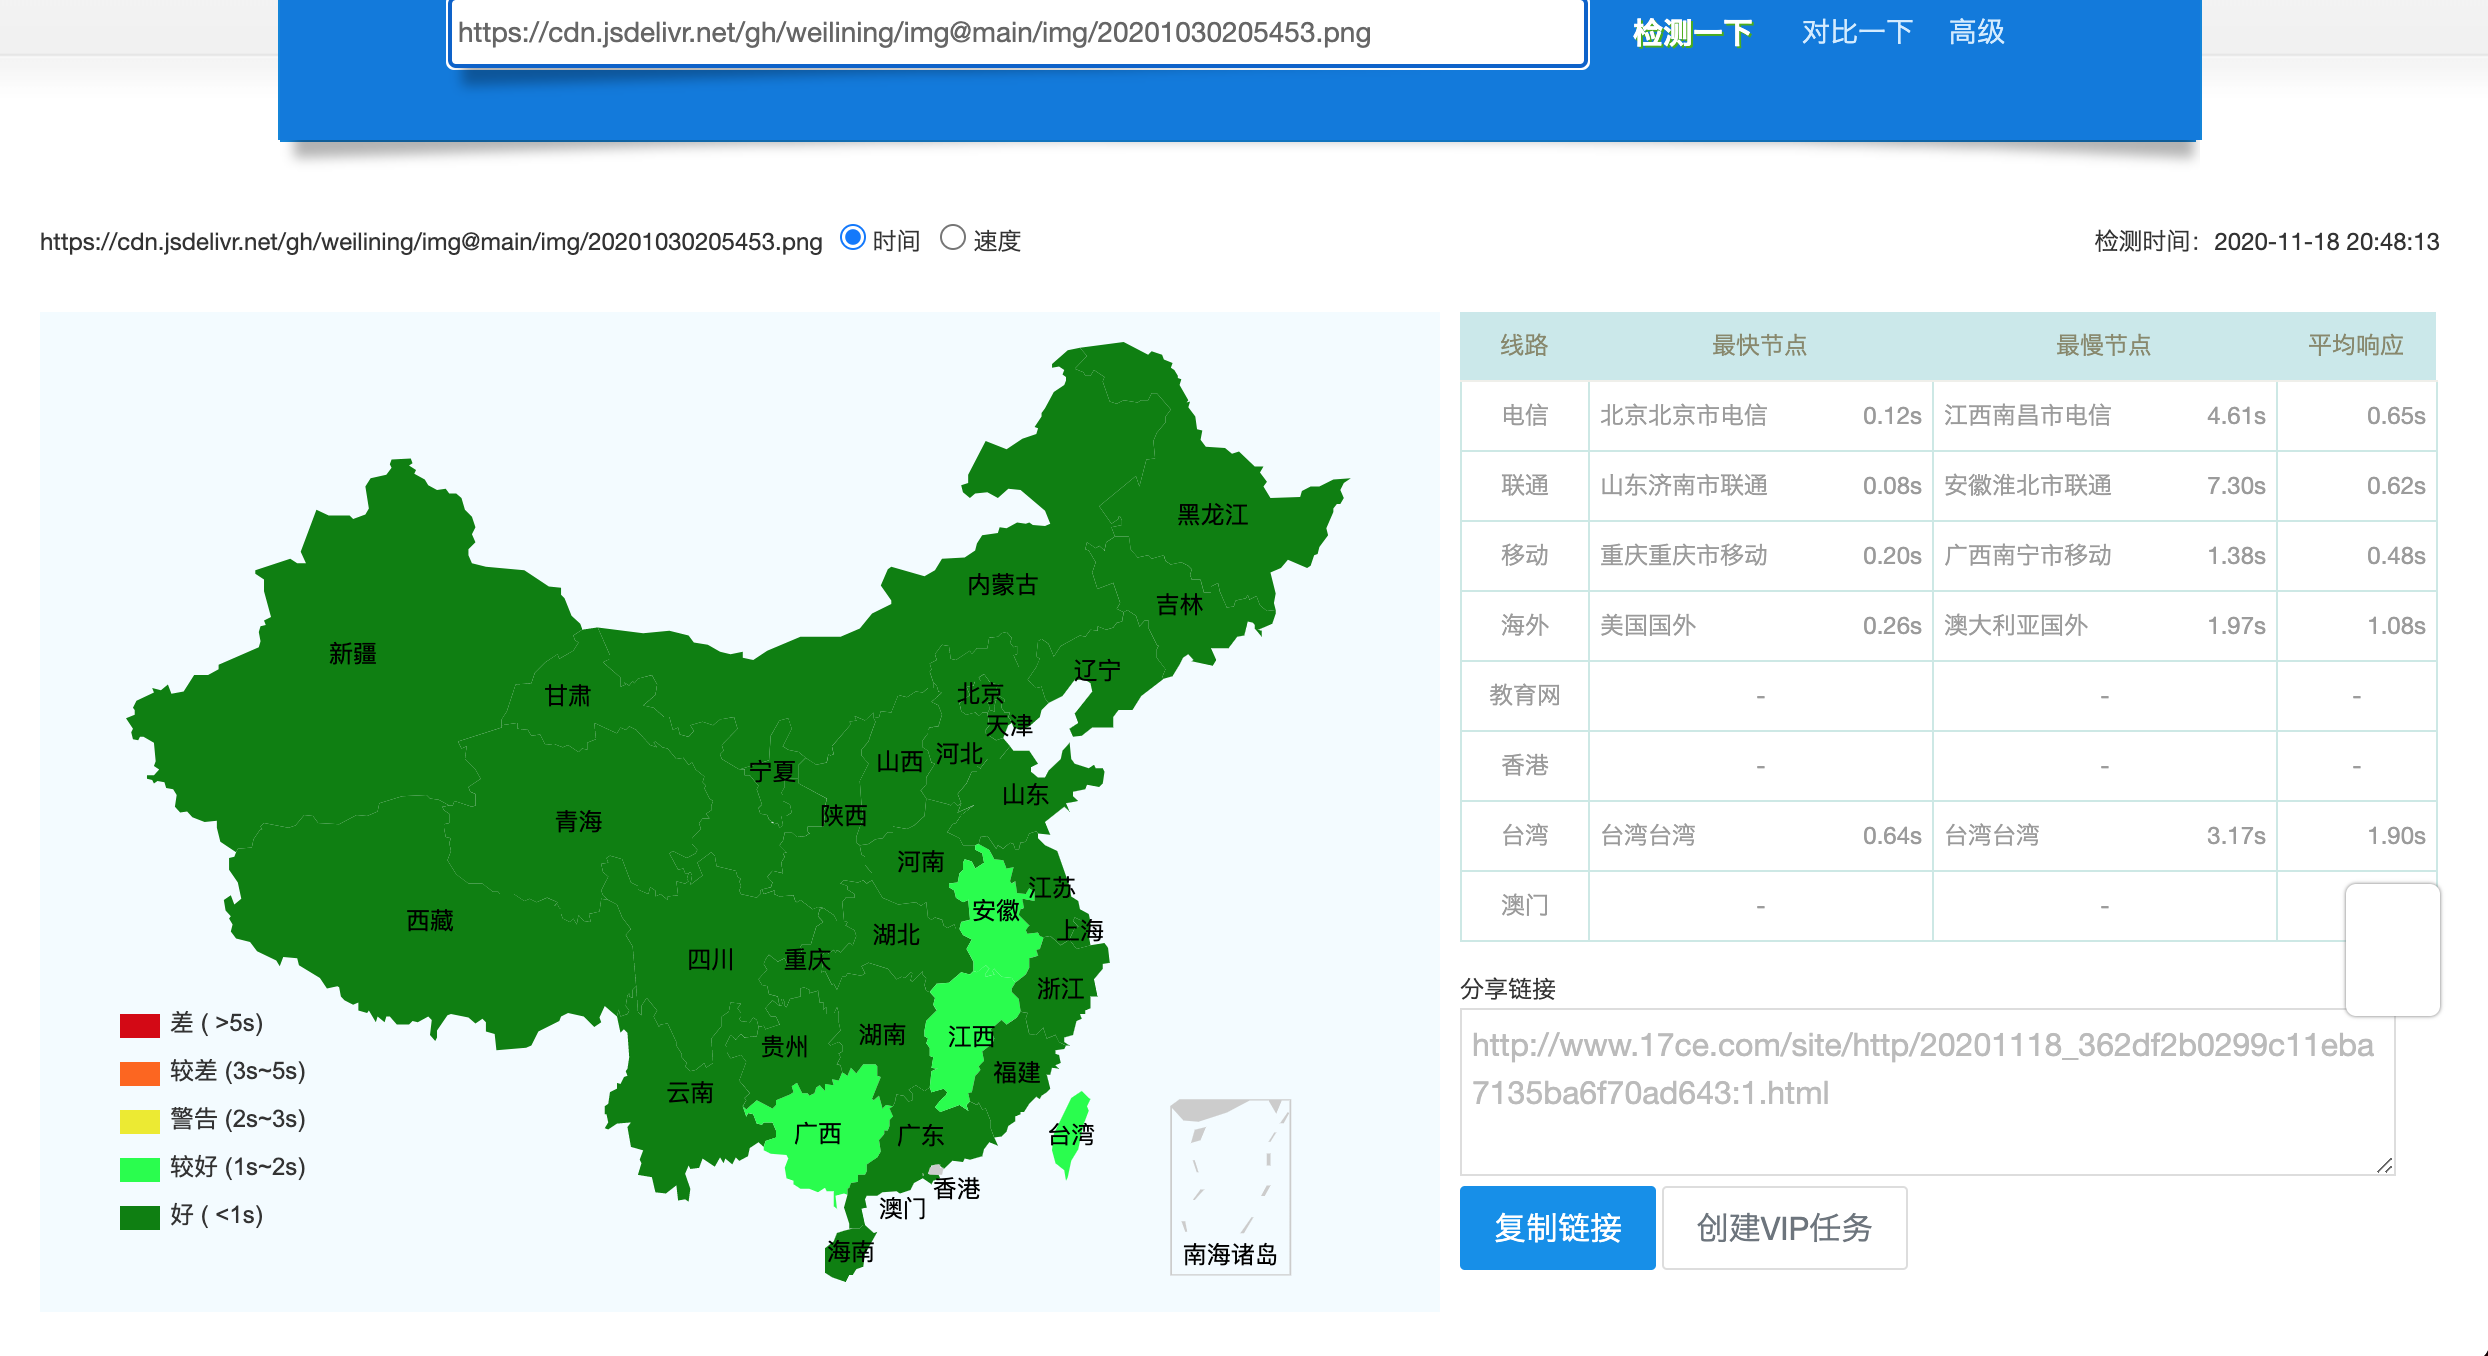 https://cdn.jsdelivr.net/gh/weilining/img@main/img/20201030205453.png 检测一下 对比一下 高级
https://cdn.jsdelivr.net/gh/weilining/img@main/img/20201030205453.png 时间 速度 检测时间：2020-11-18 20:48:13
黑龙江
内蒙古
吉林
新疆
辽宁
甘肃
北京
天津
河北
山西
宁夏
山东
陕西
青海
河南
江苏
安徽
西藏
上海
湖北
四川
重庆
浙江
湖南
江西
贵州
福建
云南
广西
广东
台湾
香港
澳门
海南
南海诸岛
差 ( >5s)
较差 (3s~5s)
警告 (2s~3s)
较好 (1s~2s)
好 ( <1s)
线路 最快节点 最慢节点 平均响应
电信 北京北京市电信 0.12s 江西南昌市电信 4.61s 0.65s
联通 山东济南市联通 0.08s 安徽淮北市联通 7.30s 0.62s
移动 重庆重庆市移动 0.20s 广西南宁市移动 1.38s 0.48s
海外 美国国外 0.26s 澳大利亚国外 1.97s 1.08s
教育网 - - -
香港 - - -
台湾 台湾台湾 0.64s 台湾台湾 3.17s 1.90s
澳门 - -
分享链接
http://www.17ce.com/site/http/20201118_362df2b0299c11eba
7135ba6f70ad643:1.html
复制链接 创建VIP任务